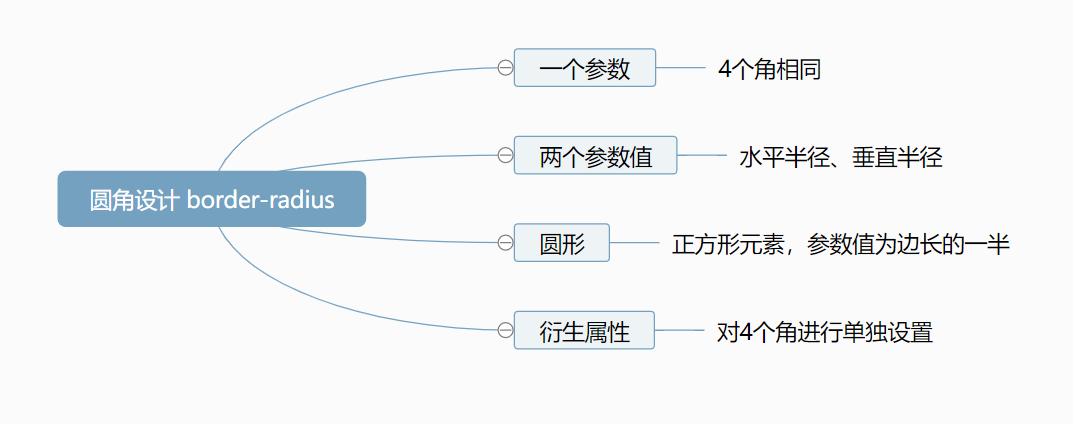 圆角设计 border-radius
一个参数
4个角相同
两个参数值
水平半径、垂直半径
圆形
正方形元素，参数值为边长的一半
衍生属性
对4个角进行单独设置